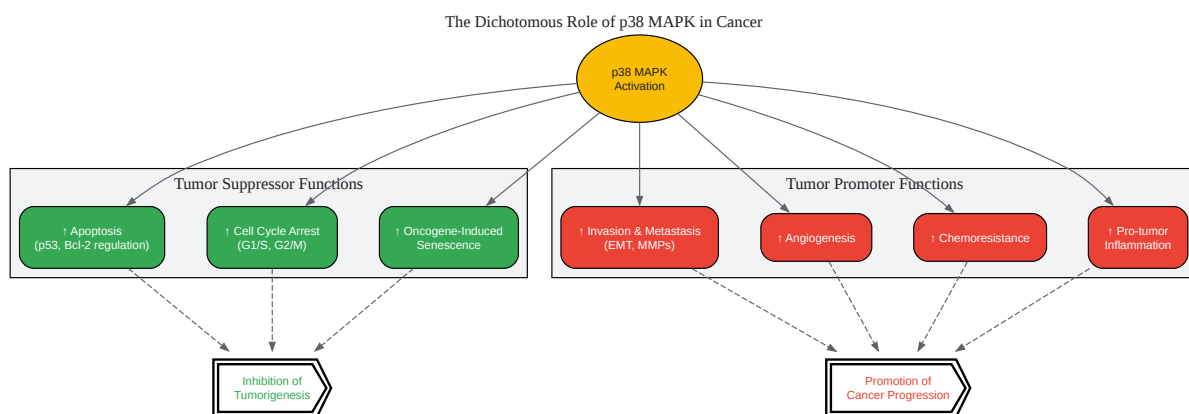 The Dichotomous Role of p38 MAPK in Cancer
p38 MAPK
Activation
Tumor Suppressor Functions
↑ Apoptosis
(p53, Bcl-2 regulation)
↑ Cell Cycle Arrest
(G1/S, G2/M)
↑ Oncogene-Induced
Senescence
Tumor Promoter Functions
↑ Invasion & Metastasis
(EMT, MMPs)
↑ Angiogenesis
↑ Chemoresistance
↑ Pro-tumor
Inflammation
Inhibition of
Tumorigenesis
Promotion of
Cancer Progression